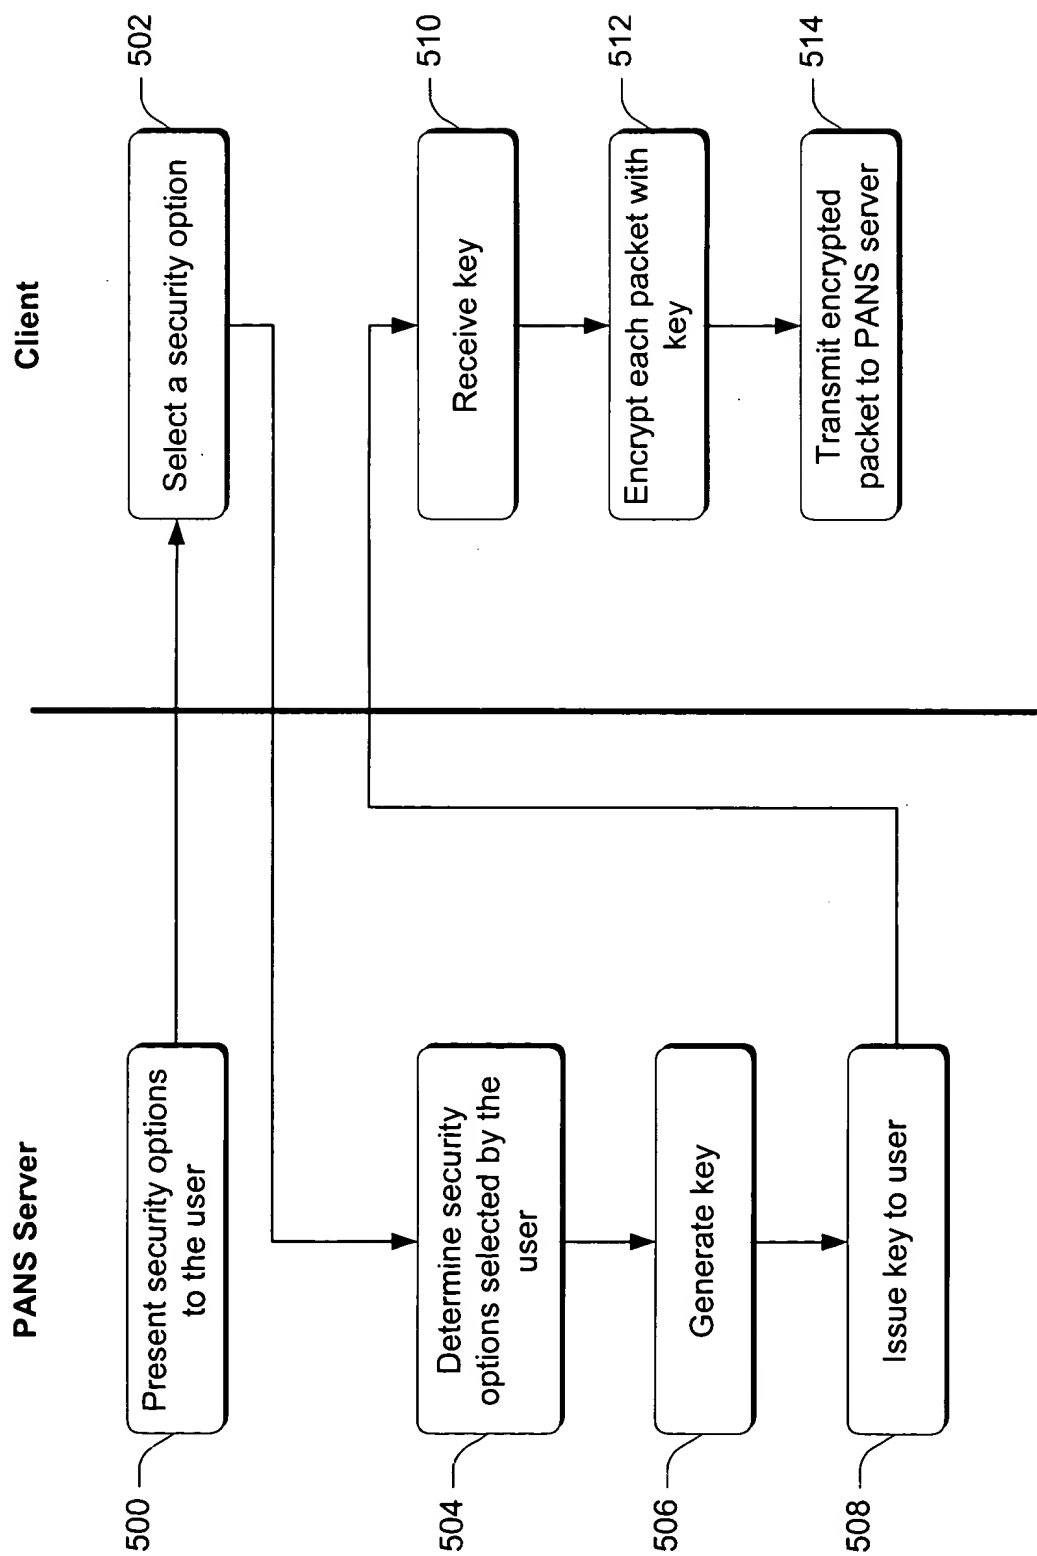 PANS Server
Client
500
Present security options
to the user
Select a security option
502
504
Determine security
options selected by the
user
506
Generate key
508
Issue key to user
Receive key
510
Encrypt each packet with
key
512
Transmit encrypted
packet to PANS server
514